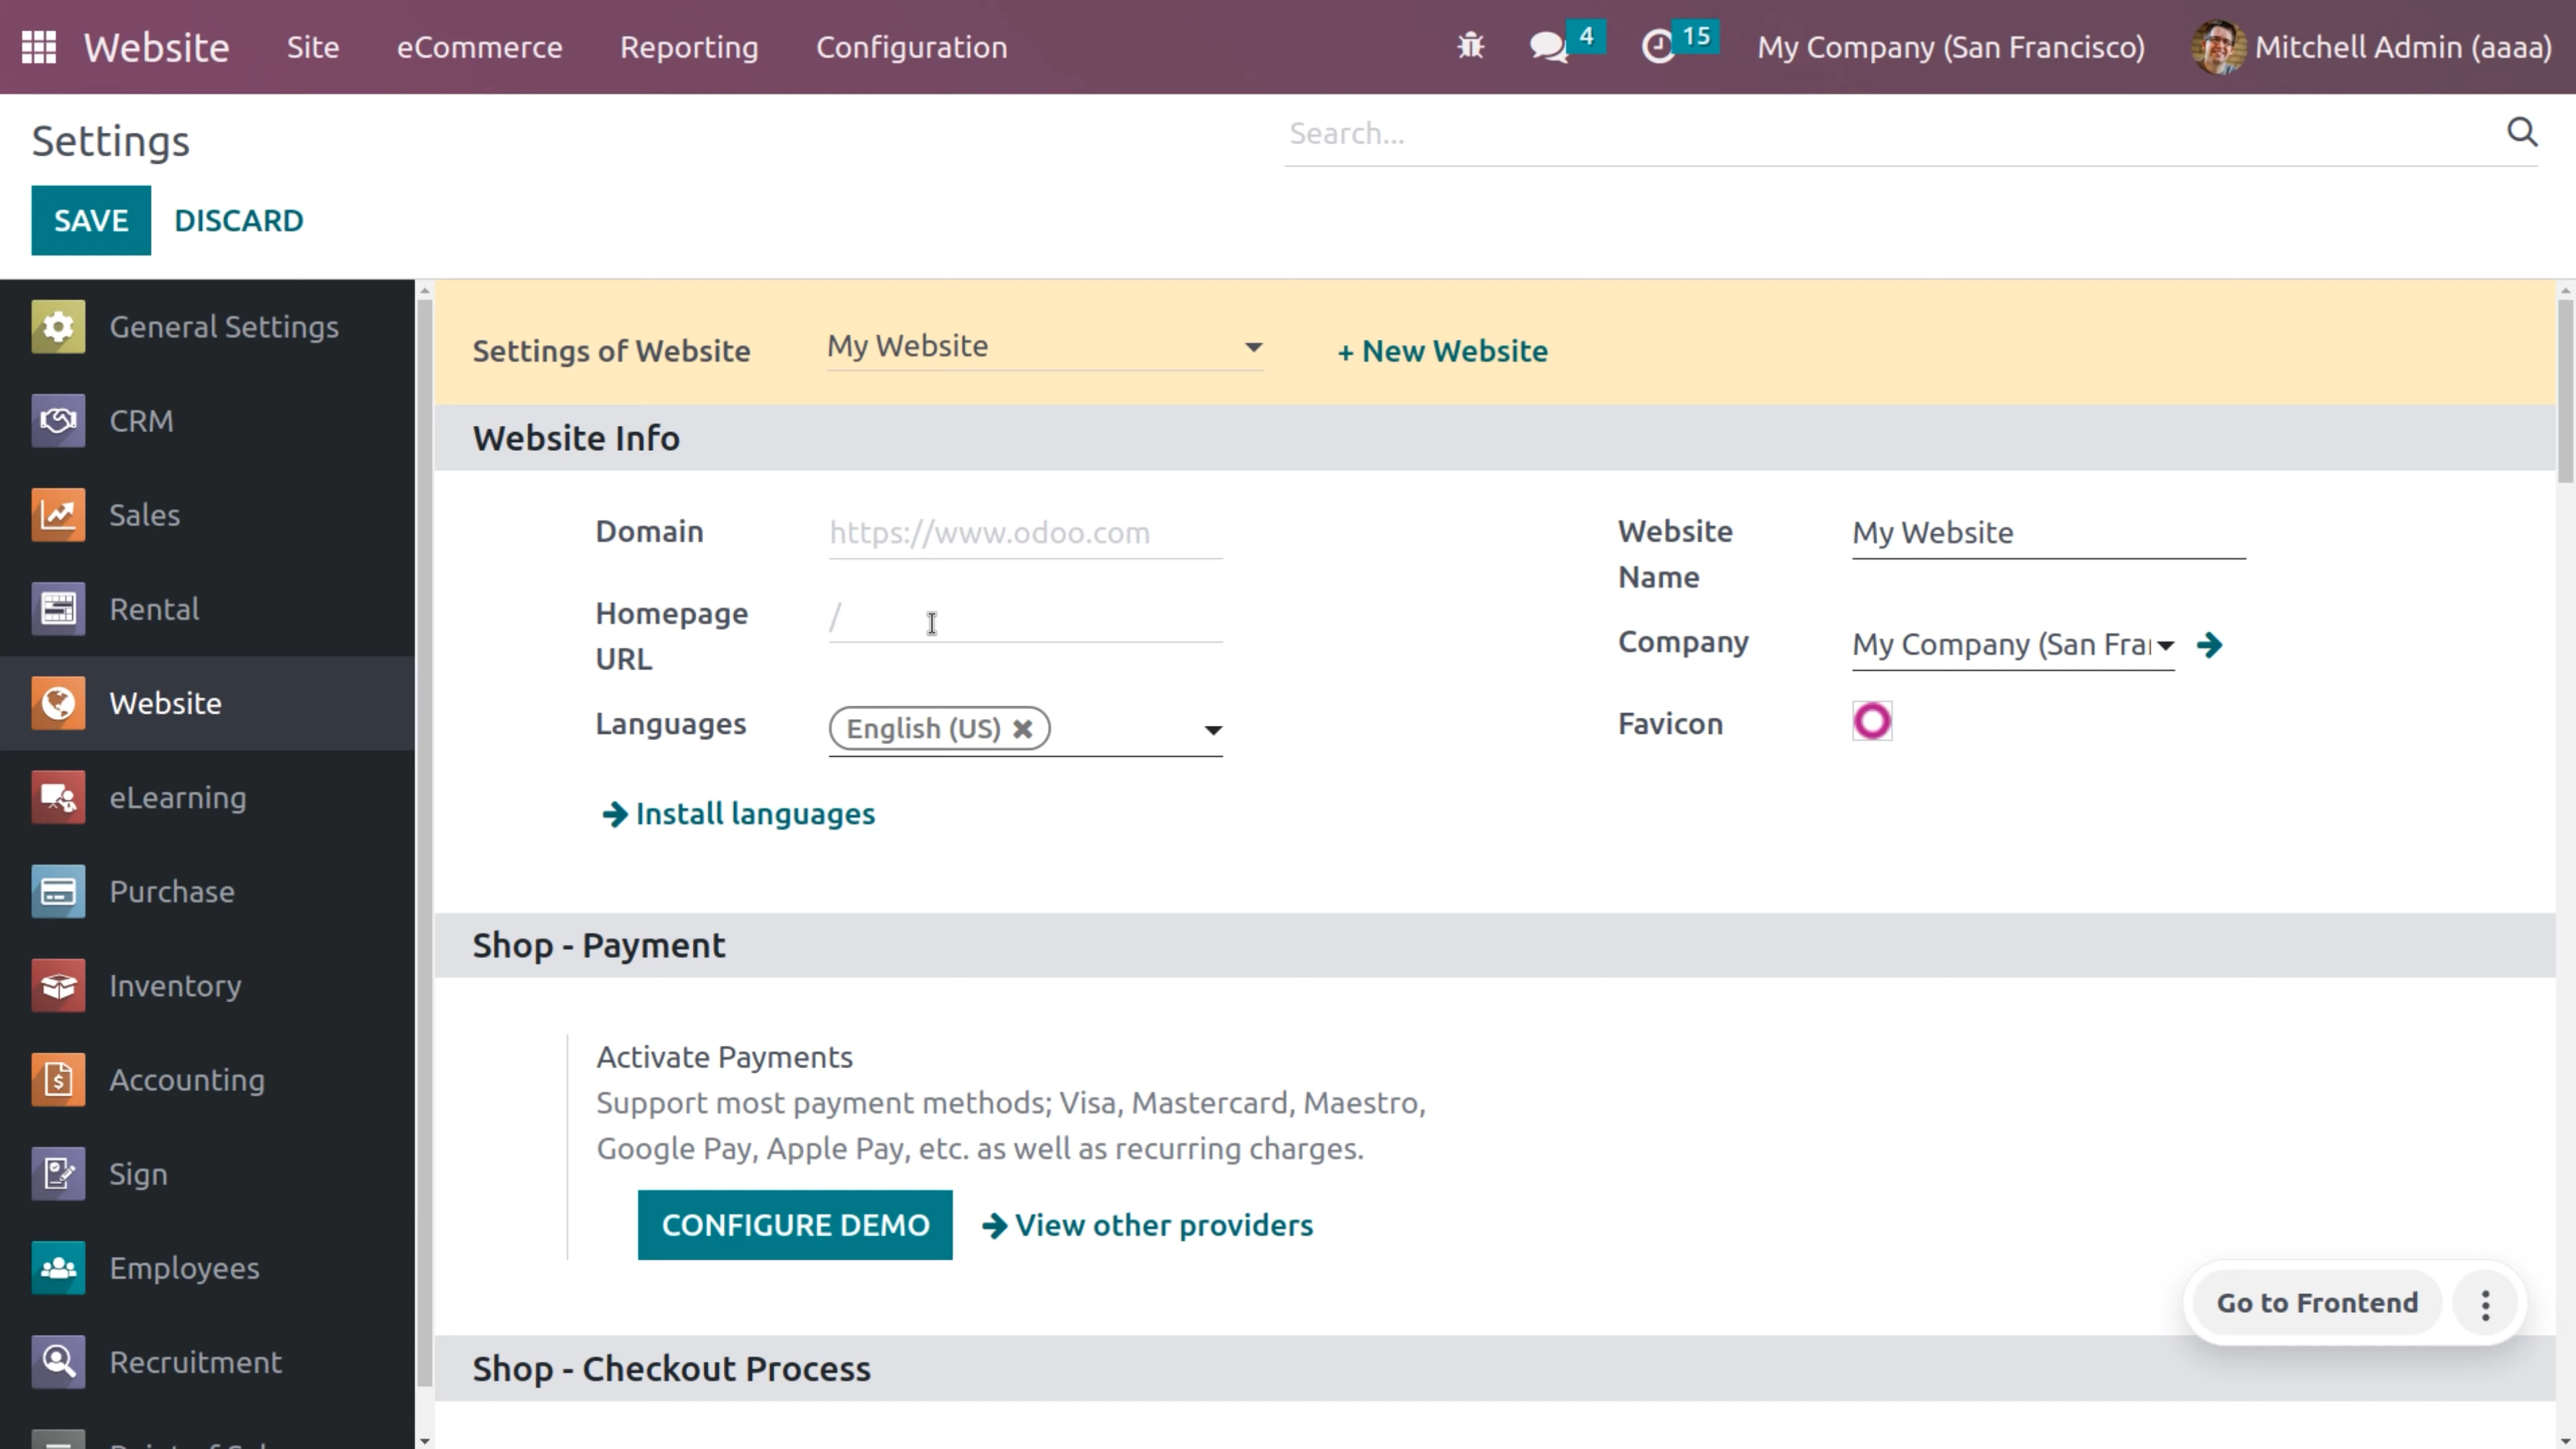 Website Site eCommerce Reporting Configuration 4 15 My Company (San Francisco) Mitchell Admin (aaaa)
Settings
Search...
SAVE DISCARD
General Settings
CRM
Sales
Rental
Website
eLearning
Purchase
Inventory
Accounting
Sign
Employees
Recruitment
Settings of Website My Website + New Website
Website Info
Domain https://www.odoo.com
Homepage URL /
Languages English (US)
Install languages
Website Name My Website
Company My Company (San Fra
Favicon
Shop - Payment
Activate Payments
Support most payment methods; Visa, Mastercard, Maestro,
Google Pay, Apple Pay, etc. as well as recurring charges.
CONFIGURE DEMO View other providers
Go to Frontend
Shop - Checkout Process